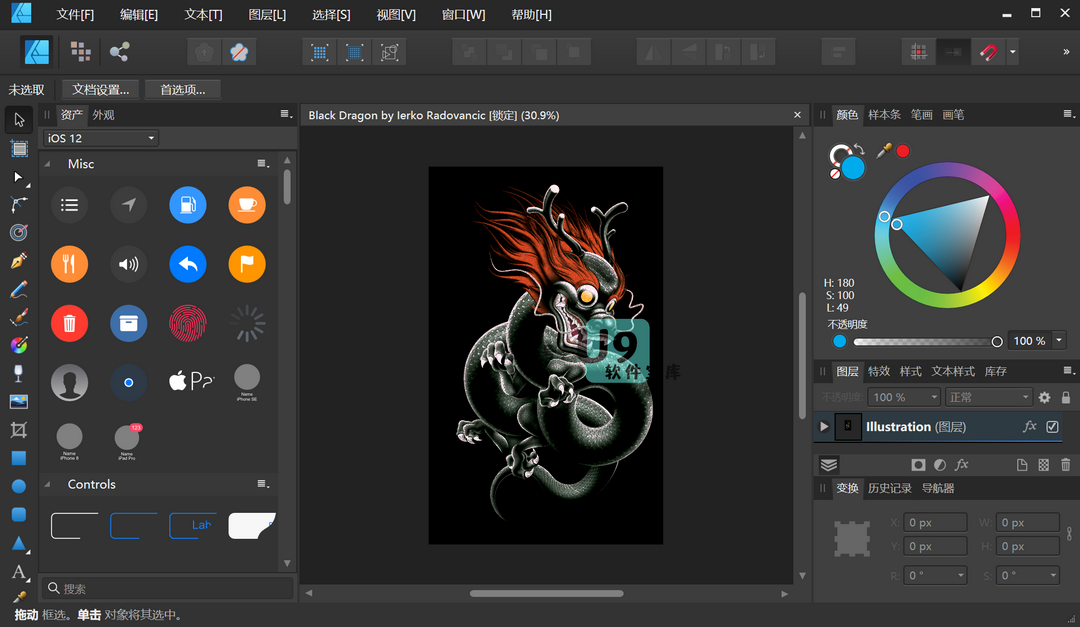 文件[F] 编辑[E] 文本[T] 图层[L] 选择[S] 视图[V] 窗口[W] 帮助[H]
未选取 文档设置... 首选项...
资产 外观
iOS 12
Misc
Name
iPhone SE
Name
iPhone 8
123
Name
iPad Pro
Controls
Lab
搜索
Black Dragon by Ierko Radovancic [锁定] (30.9%)
J9
软件宝库
颜色 样本条 笔画 画笔
H: 180
S: 100
L: 49
不透明度
100 %
图层 特效 样式 文本样式 库存
不透明度: 100 % 正常
Illustration (图层) fx
fx
变换 历史记录 导航器
X: 0 px W: 0 px
Y: 0 px H: 0 px
R: 0 ° S: 0 °
拖动 框选。单击 对象将其选中。